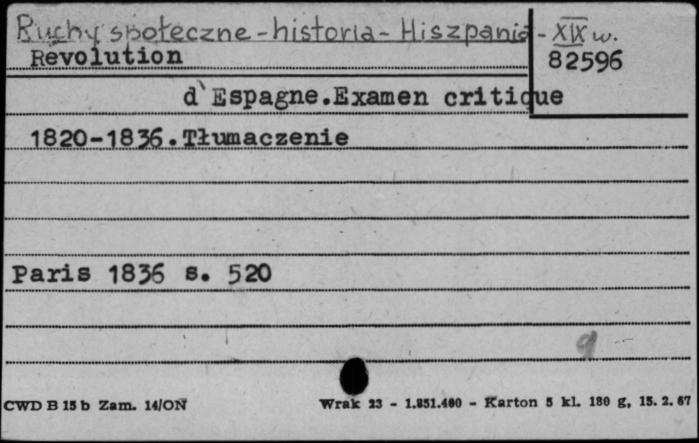 Ruchy społeczne - historia - Hiszpania - XIX w.
Revolution
82596
d`Espagne.Examen critique
1820-1836.Tłumaczenie
Paris 1836 s. 520
9
CWD B 15 b Zam. 14/ON
Wrak 23 - 1.851.400 - Karton 5 kl. 180 g, 15. 2. 67